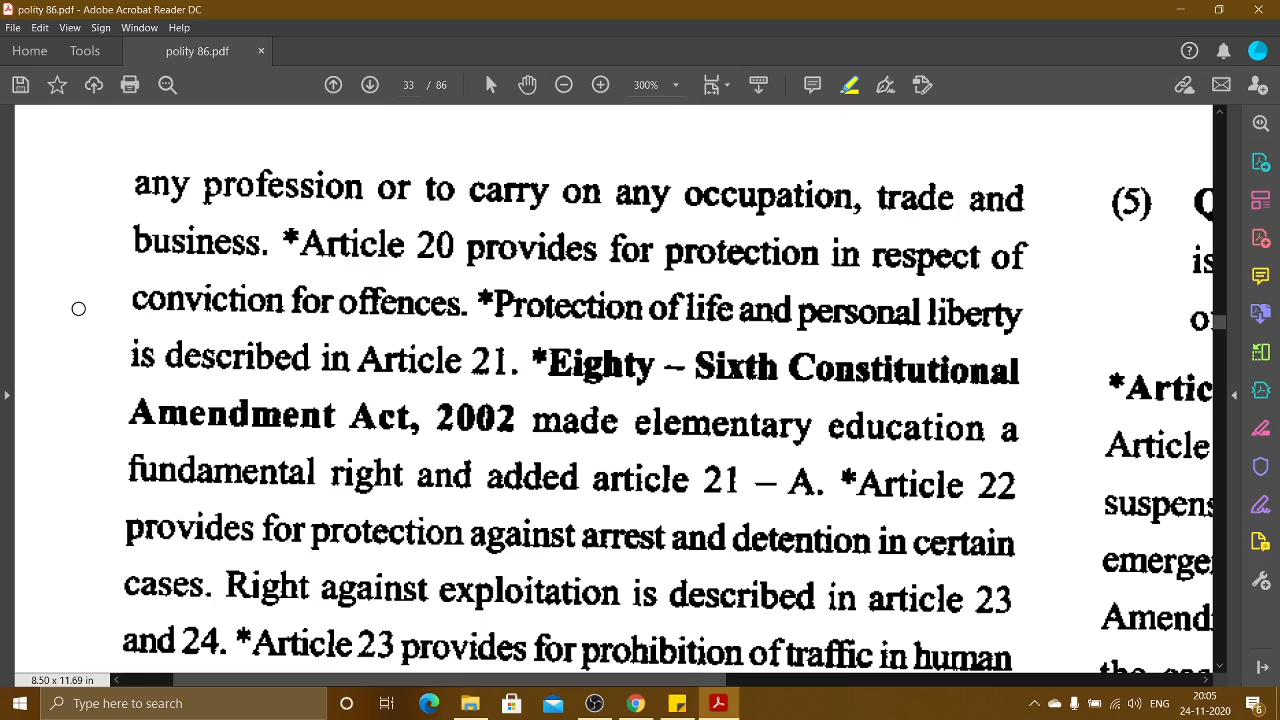 polity 86.pdf - Adobe Acrobat Reader DC
File Edit View Sign Window Help
Home Tools polity 86.pdf ×
33 / 86 300%
any profession or to carry on any occupation, trade and
business. *Article 20 provides for protection in respect of
conviction for offences. *Protection of life and personal liberty
is described in Article 21. *Eighty – Sixth Constitutional
Amendment Act, 2002 made elementary education a
fundamental right and added article 21 – A. *Article 22
provides for protection against arrest and detention in certain
cases. Right against exploitation is described in article 23
and 24. *Article 23 provides for prohibition of traffic in human
(5)
is
*Artic
Article
suspens
emerge
Amend
8.50 x 11.69 in
Type here to search
ENG
20:05
24-11-2020
6